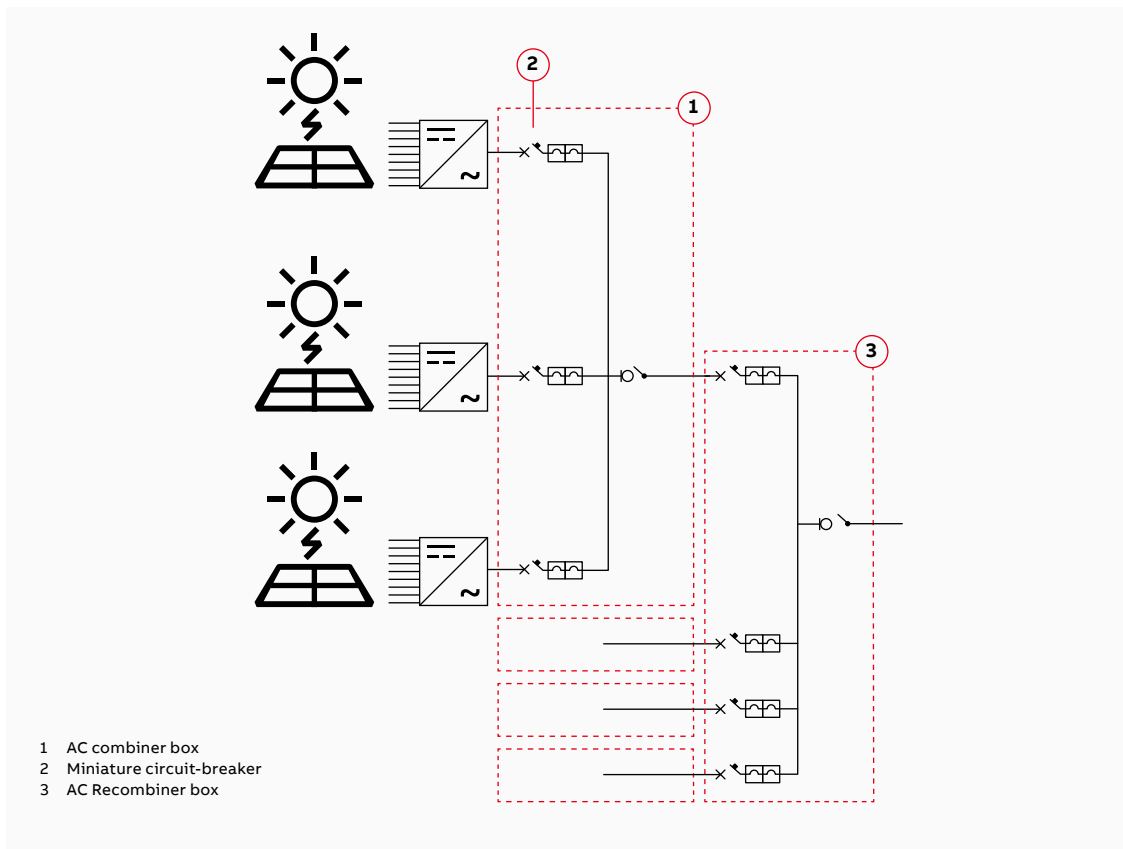 2
1
3
1 AC combiner box
2 Miniature circuit-breaker
3 AC Recombiner box